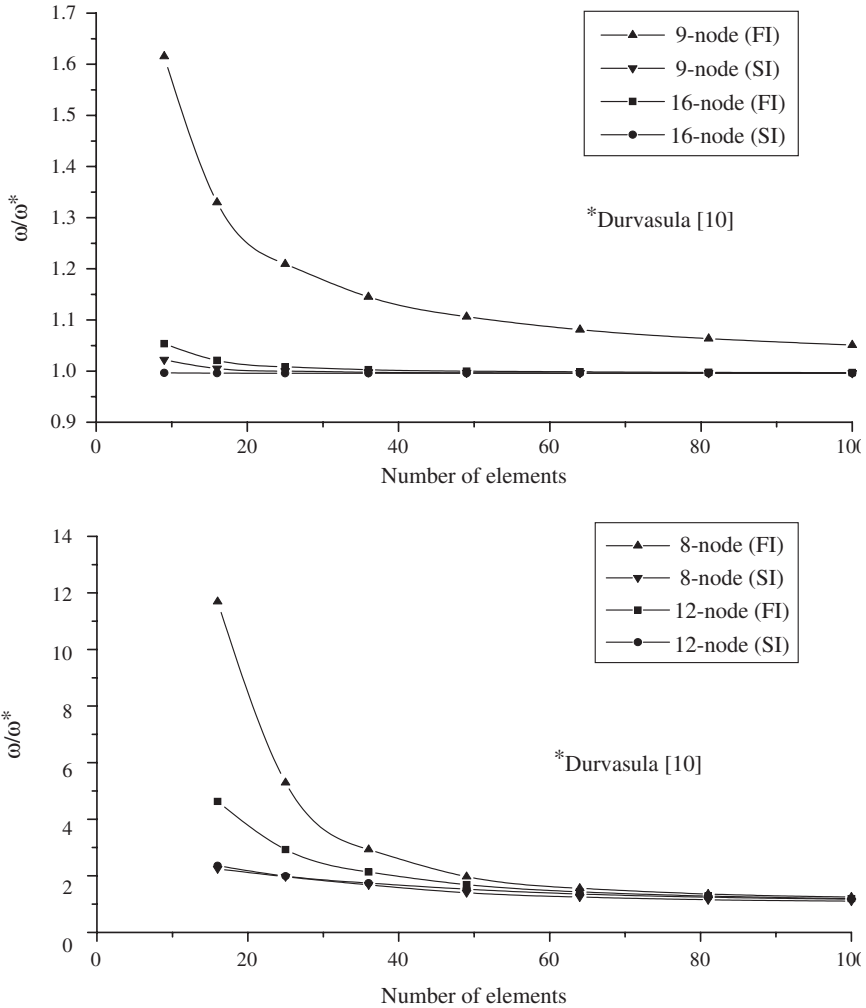 1.7
1.6
1.5
1.4
1.3
1.2
1.1
1.0
0.9
ω/ω*
0 20 40 60 80 100
Number of elements
9-node (FI)
9-node (SI)
16-node (FI)
16-node (SI)
*Durvasula [10]
14
12
10
8
6
4
2
0
ω/ω*
0 20 40 60 80 100
Number of elements
8-node (FI)
8-node (SI)
12-node (FI)
12-node (SI)
*Durvasula [10]